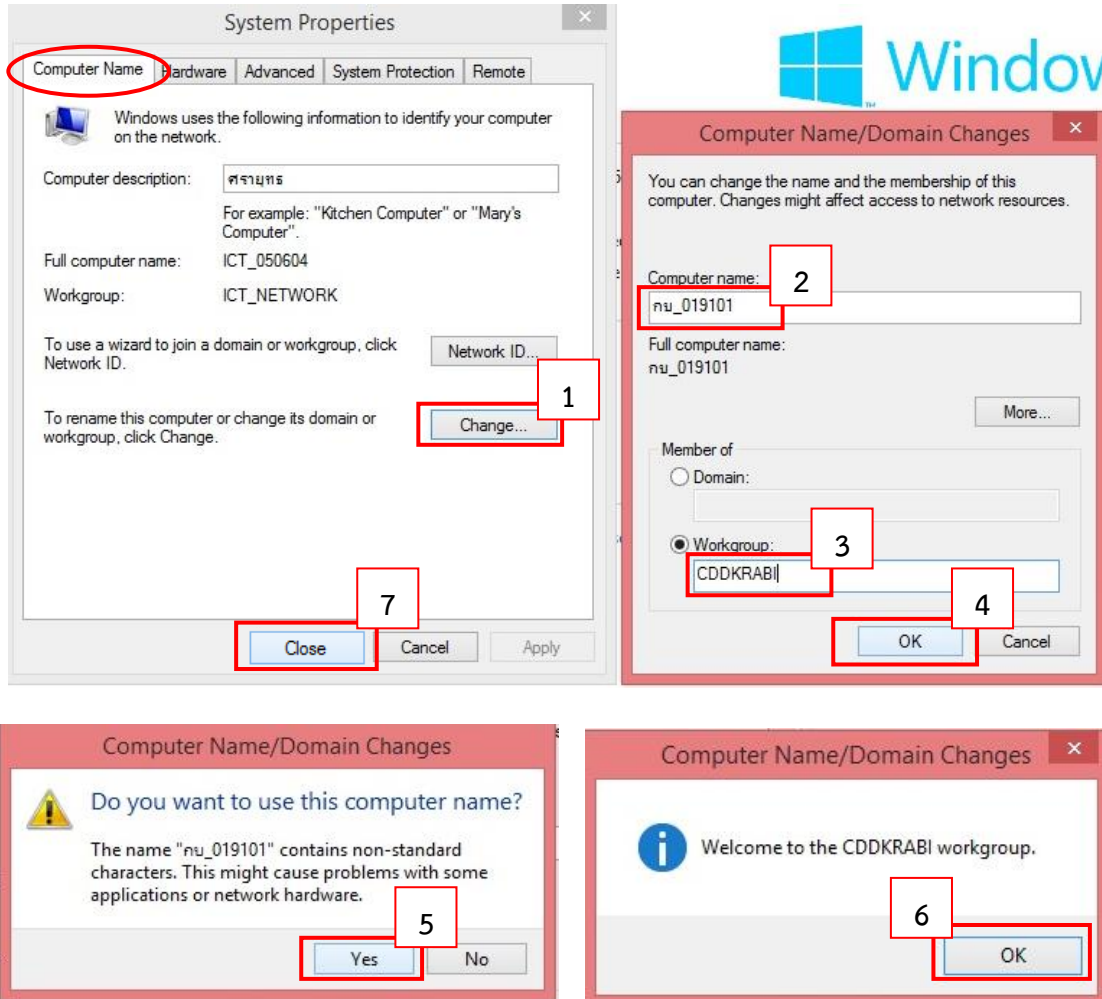 System Properties
Computer Name Hardware Advanced System Protection Remote
Windows uses the following information to identify your computer
on the network.
Computer description: ศรายุทธ
For example: "Kitchen Computer" or "Mary's
Computer".
Full computer name: ICT_050604
Workgroup: ICT_NETWORK
To use a wizard to join a domain or workgroup, click
Network ID.
Network ID...
1
To rename this computer or change its domain or
workgroup, click Change.
Change...
7
Close Cancel Apply
Window
Computer Name/Domain Changes
You can change the name and the membership of this
computer. Changes might affect access to network resources.
Computer name:
2
กบ_019101
Full computer name:
กบ_019101
More...
Member of
Domain:
Workgroup:
3
CDDKRABI
4
OK Cancel
Computer Name/Domain Changes
Do you want to use this computer name?
The name "กบ_019101" contains non-standard
characters. This might cause problems with some
applications or network hardware.
5
Yes No
Computer Name/Domain Changes
Welcome to the CDDKRABI workgroup.
6
OK